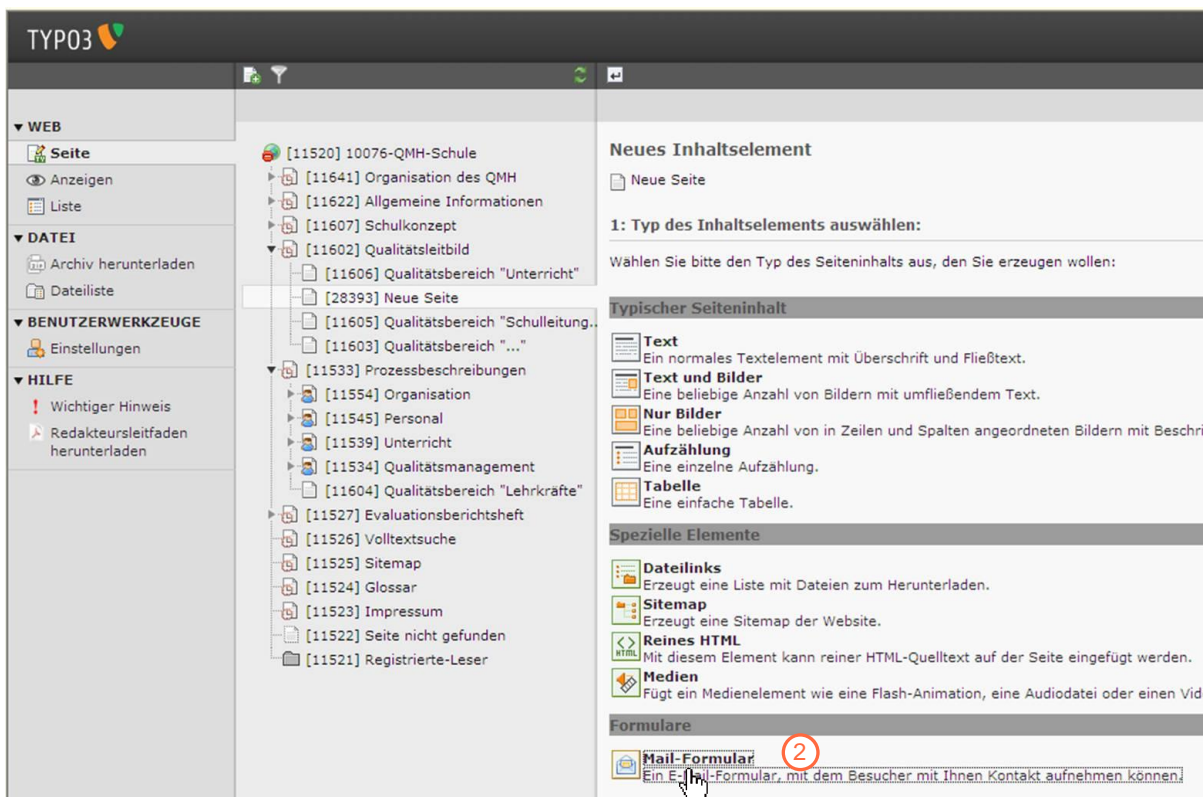 TYPO3
WEB
Seite
Anzeigen
Liste
DATEI
Archiv herunterladen
Dateiliste
BENUTZERWERKZEUGE
Einstellungen
HILFE
Wichtiger Hinweis
Redakteursleitfaden
herunterladen
[11520] 10076-QMH-Schule
[11641] Organisation des QMH
[11622] Allgemeine Informationen
[11607] Schulkonzept
[11602] Qualitätsleitbild
[11606] Qualitätsbereich "Unterricht"
[28393] Neue Seite
[11605] Qualitätsbereich "Schulleitung..
[11603] Qualitätsbereich "..."
[11533] Prozessbeschreibungen
[11554] Organisation
[11545] Personal
[11539] Unterricht
[11534] Qualitätsmanagement
[11604] Qualitätsbereich "Lehrkräfte"
[11527] Evaluationsberichtsheft
[11526] Volltextsuche
[11525] Sitemap
[11524] Glossar
[11523] Impressum
[11522] Seite nicht gefunden
[11521] Registrierte-Leser
Neues Inhaltselement
Neue Seite
1: Typ des Inhaltselements auswählen:
Wählen Sie bitte den Typ des Seiteninhalts aus, den Sie erzeugen wollen:
Typischer Seiteninhalt
Text
Ein normales Textelement mit Überschrift und Fließtext.
Text und Bilder
Eine beliebige Anzahl von Bildern mit umfließendem Text.
Nur Bilder
Eine beliebige Anzahl von in Zeilen und Spalten angeordneten Bildern mit Beschri
Aufzählung
Eine einzelne Aufzählung.
Tabelle
Eine einfache Tabelle.
Spezielle Elemente
Dateilinks
Erzeugt eine Liste mit Dateien zum Herunterladen.
Sitemap
Erzeugt eine Sitemap der Website.
HTML
Reines HTML
Mit diesem Element kann reiner HTML-Quelltext auf der Seite eingefügt werden.
Medien
Fügt ein Medienelement wie eine Flash-Animation, eine Audiodatei oder einen Vid
Formulare
Mail-Formular 2
Ein E-Mail-Formular, mit dem Besucher mit Ihnen Kontakt aufnehmen können.